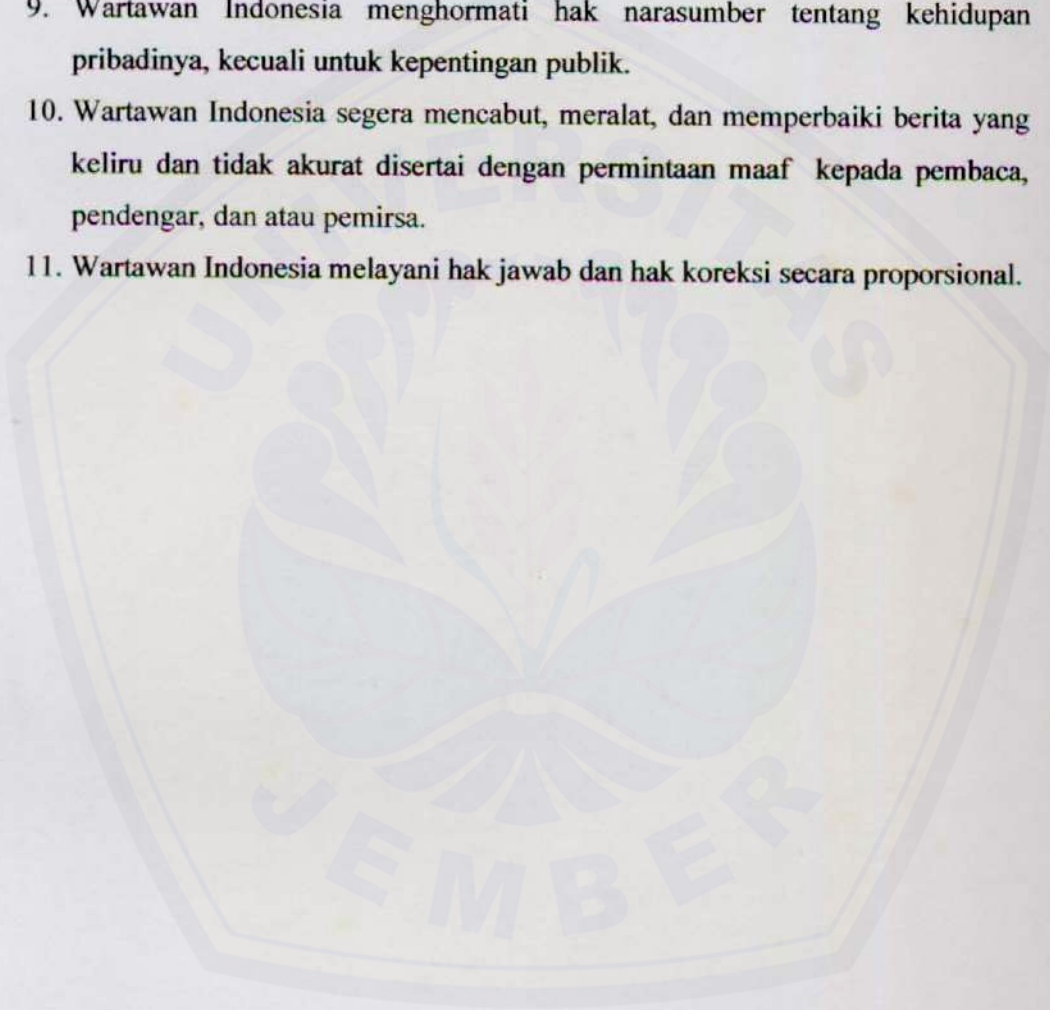 9. Wartawan Indonesia menghormati hak narasumber tentang kehidupan
pribadinya, kecuali untuk kepentingan publik.
10. Wartawan Indonesia segera mencabut, meralat, dan memperbaiki berita yang
keliru dan tidak akurat disertai dengan permintaan maaf kepada pembaca,
pendengar, dan atau pemirsa.
11. Wartawan Indonesia melayani hak jawab dan hak koreksi secara proporsional.
UNIVERSITAS
JEMBER